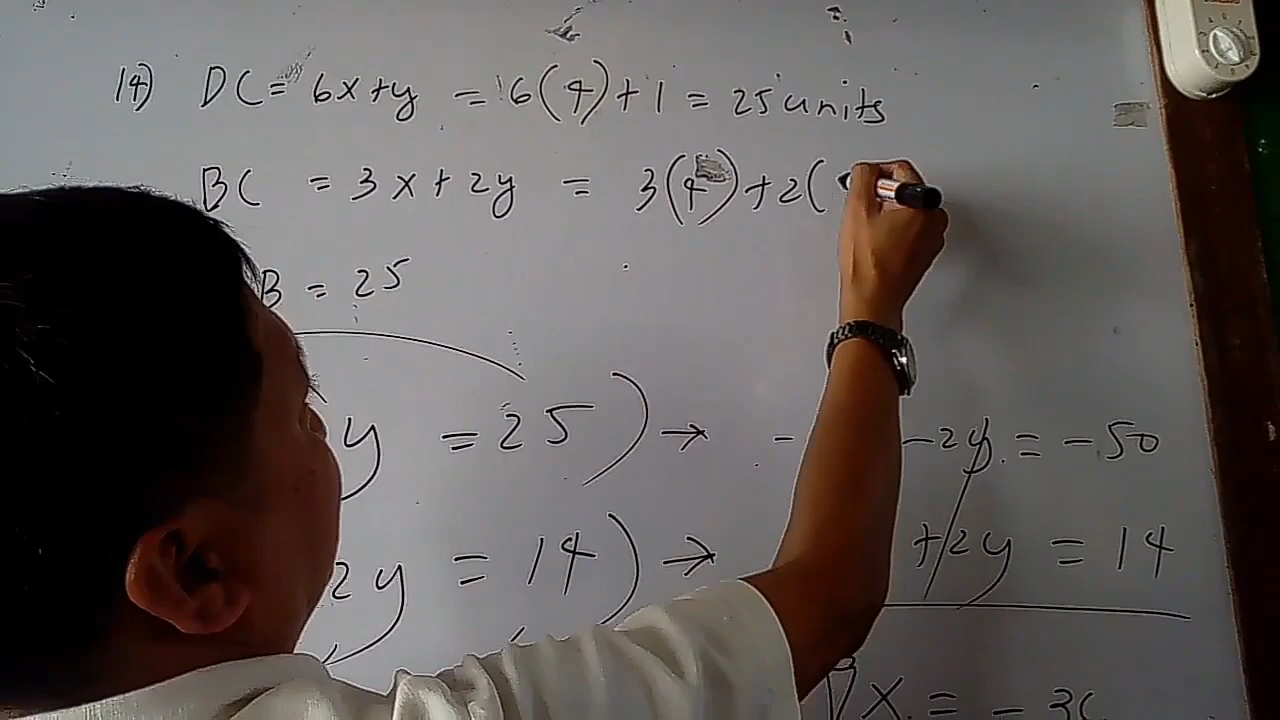 14) DC = 6x+y = 6(4)+1 = 25 units
BC = 3x+2y = 3(4)+2(
B = 25
y = 25) → - -2y = -50
2y = 14) → +2y = 14
x = -3